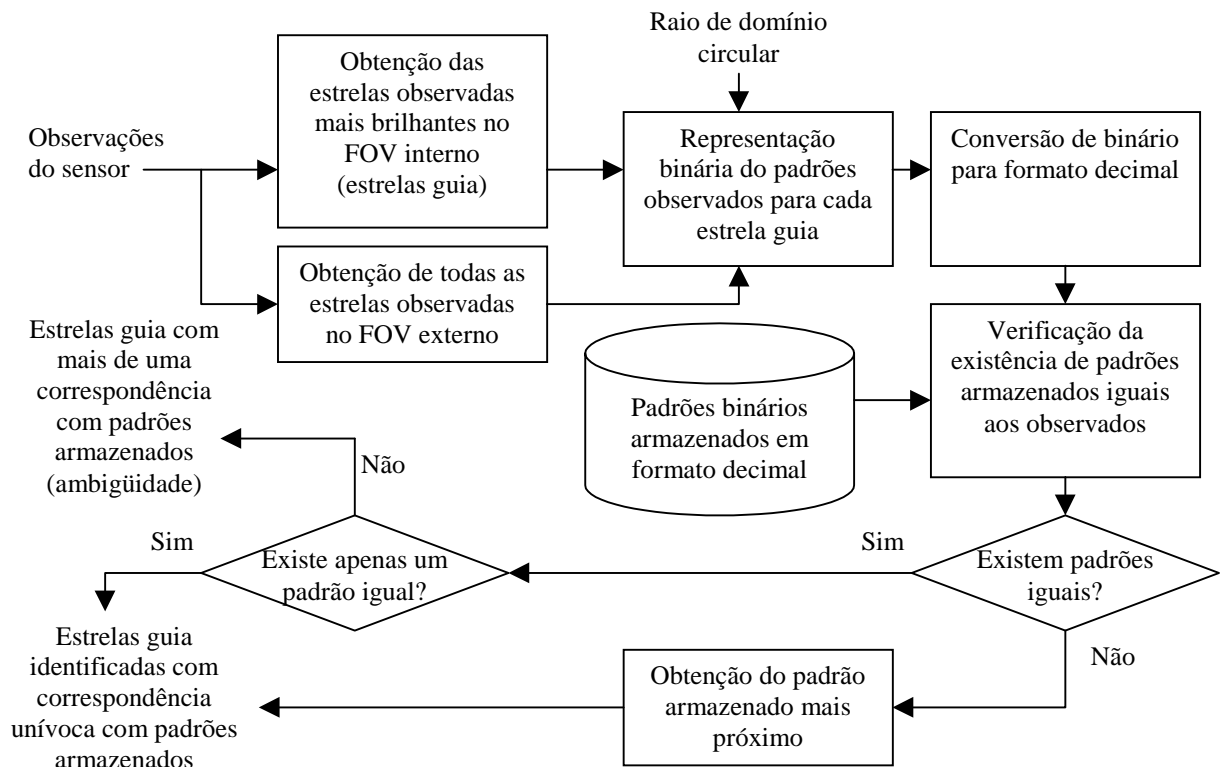 Raio de domínio
circular
Obtenção das
estrelas observadas
mais brilhantes no
FOV interno
(estrelas guia)
Observações
do sensor
Representação
binária do padrões
observados para cada
estrela guia
Conversão de binário
para formato decimal
Obtenção de todas as
estrelas observadas
no FOV externo
Estrelas guia com
mais de uma
correspondência
com padrões
armazenados
(ambigüidade)
Padrões binários
armazenados em
formato decimal
Verificação da
existência de padrões
armazenados iguais
aos observados
Não
Sim
Existe apenas um
padrão igual?
Sim
Existem padrões
iguais?
Não
Estrelas guia
identificadas com
correspondência
unívoca com padrões
armazenados
Obtenção do padrão
armazenado mais
próximo